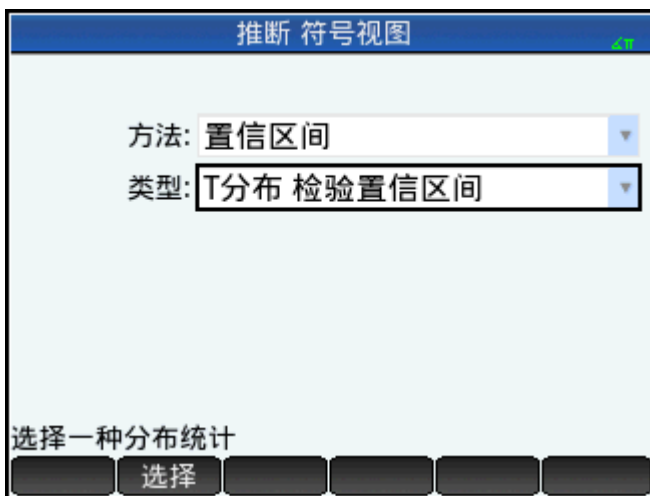 推断 符号视图
∡π
方法: 置信区间
类型: T分布 检验置信区间
选择一种分布统计
选择